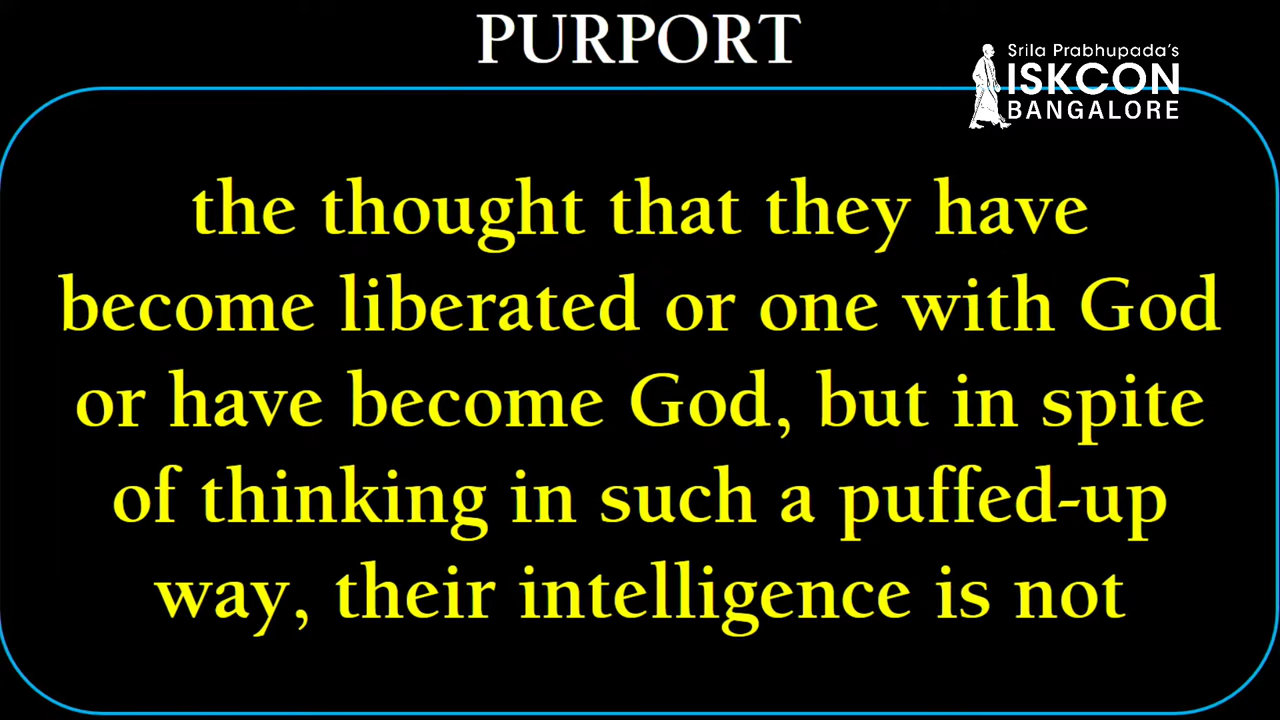 PURPORT
Srila Prabhupada's
ISKCON
BANGALORE
the thought that they have
become liberated or one with God
or have become God, but in spite
of thinking in such a puffed-up
way, their intelligence is not